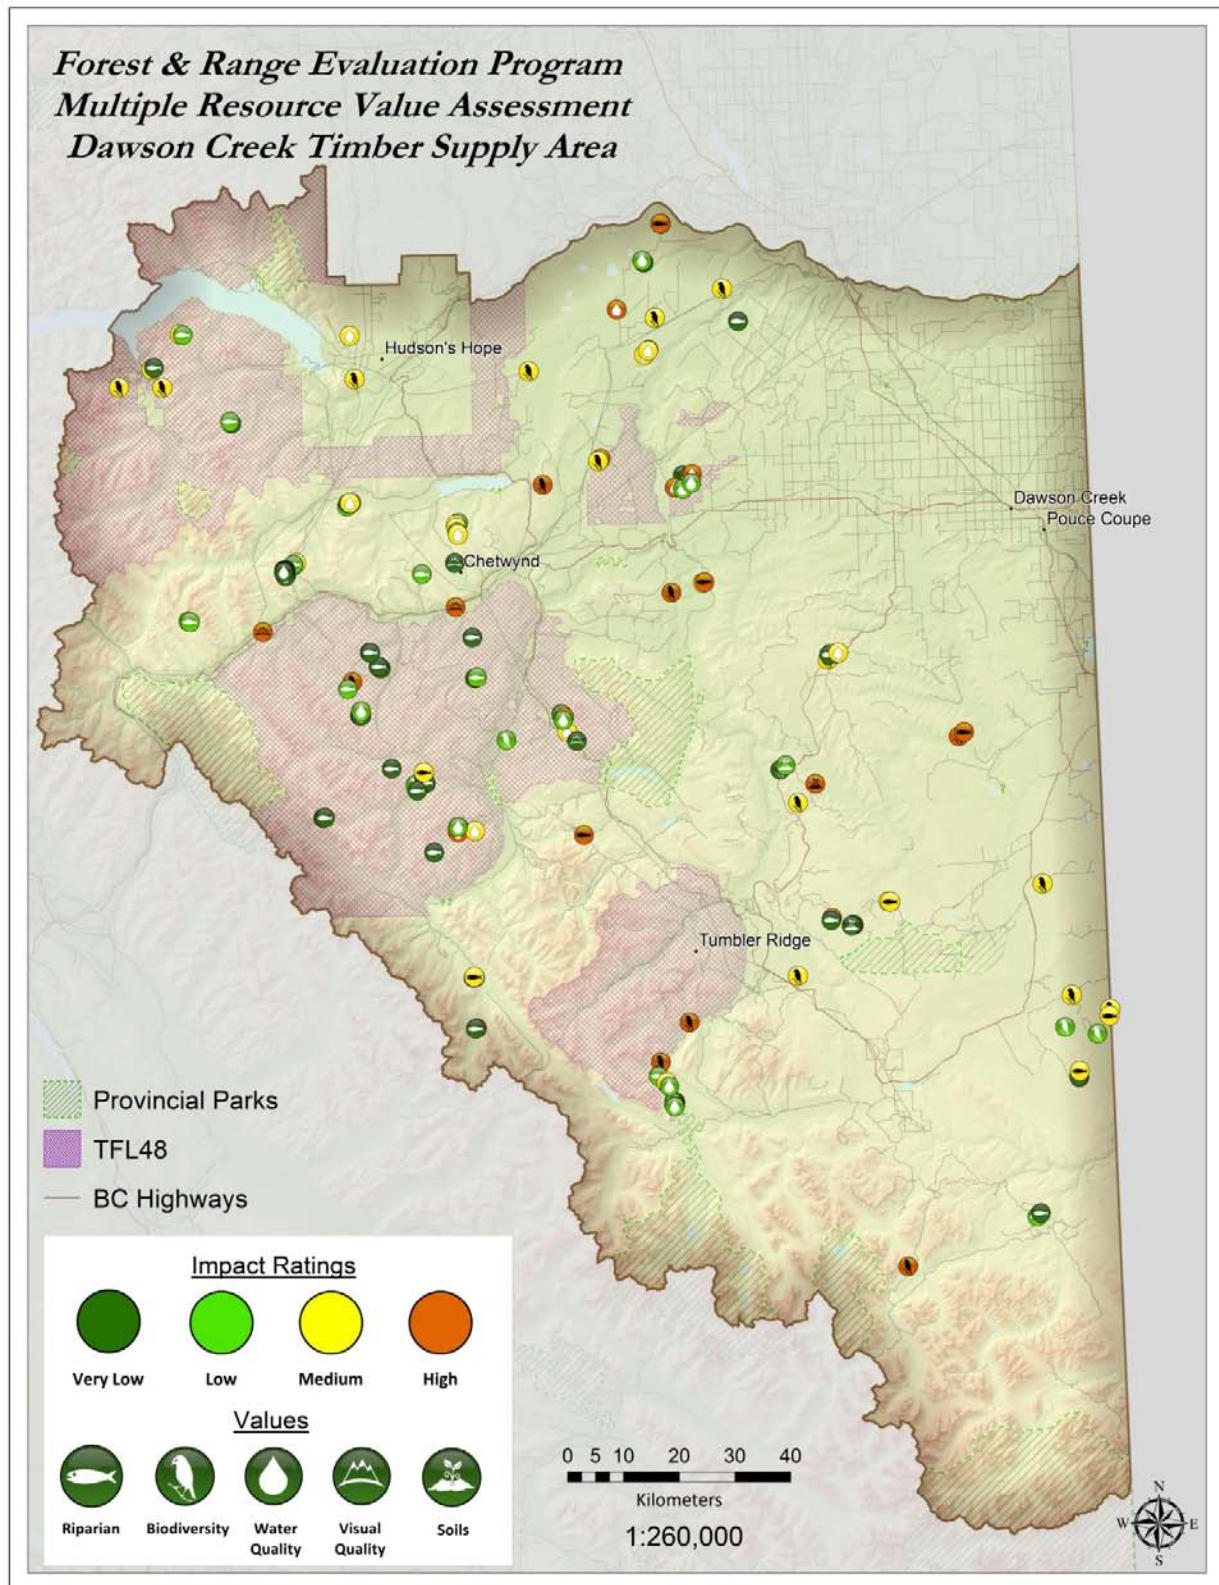 Forest & Range Evaluation Program
Multiple Resource Value Assessment
Dawson Creek Timber Supply Area
Hudson's Hope
Dawson Creek
Pouce Coupe
Chetwynd
Tumbler Ridge
Provincial Parks
TFL48
BC Highways
Impact Ratings
Very Low Low Medium High
Values
Riparian Biodiversity Water Quality Visual Quality Soils
0 5 10 20 30 40
Kilometers
1:260,000
N
W E
S